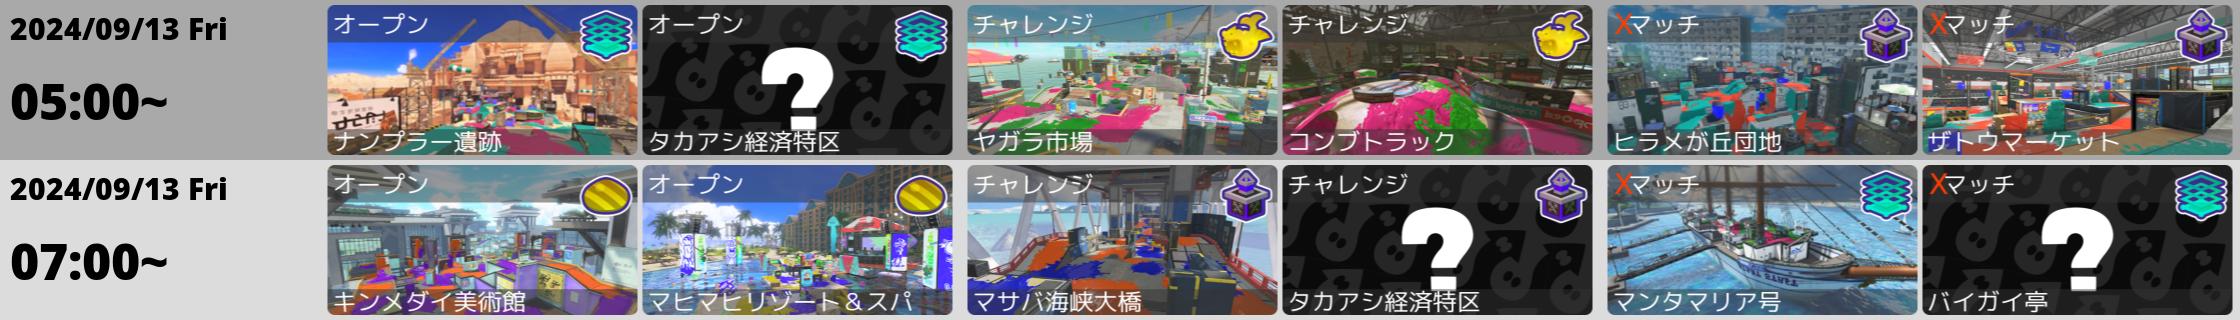 2024/09/13 Fri
05:00~
オープン
ナンプラー遺跡
オープン
?
タカアシ経済特区
チャレンジ
ヤガラ市場
チャレンジ
コンブトラック
Xマッチ
ヒラメが丘団地
Xマッチ
ザトウマーケット
2024/09/13 Fri
07:00~
オープン
キンメダイ美術館
オープン
マヒマヒリゾート&スパ
チャレンジ
マサバ海峡大橋
チャレンジ
?
タカアシ経済特区
Xマッチ
マンタマリア号
Xマッチ
?
バイガイ亭